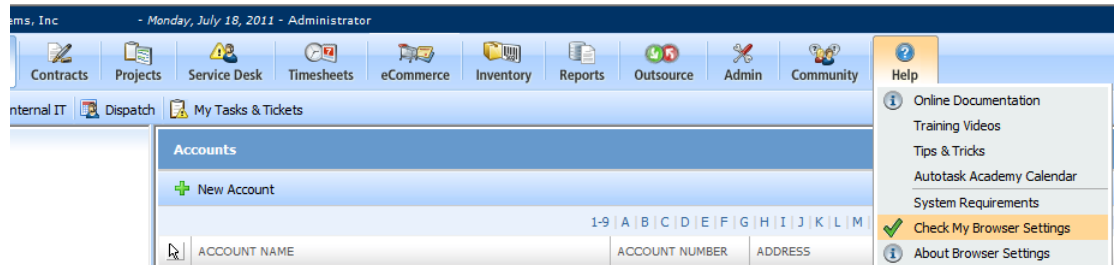 ems, Inc - Monday, July 18, 2011 - Administrator
Contracts Projects Service Desk Timesheets eCommerce Inventory Reports Outsource Admin Community Help
nternal IT Dispatch My Tasks & Tickets
Online Documentation
Training Videos
Tips & Tricks
Autotask Academy Calendar
System Requirements
Check My Browser Settings
About Browser Settings
Accounts
New Account
1-9 | A | B | C | D | E | F | G | H | I | J | K | L | M |
ACCOUNT NAME ACCOUNT NUMBER ADDRESS